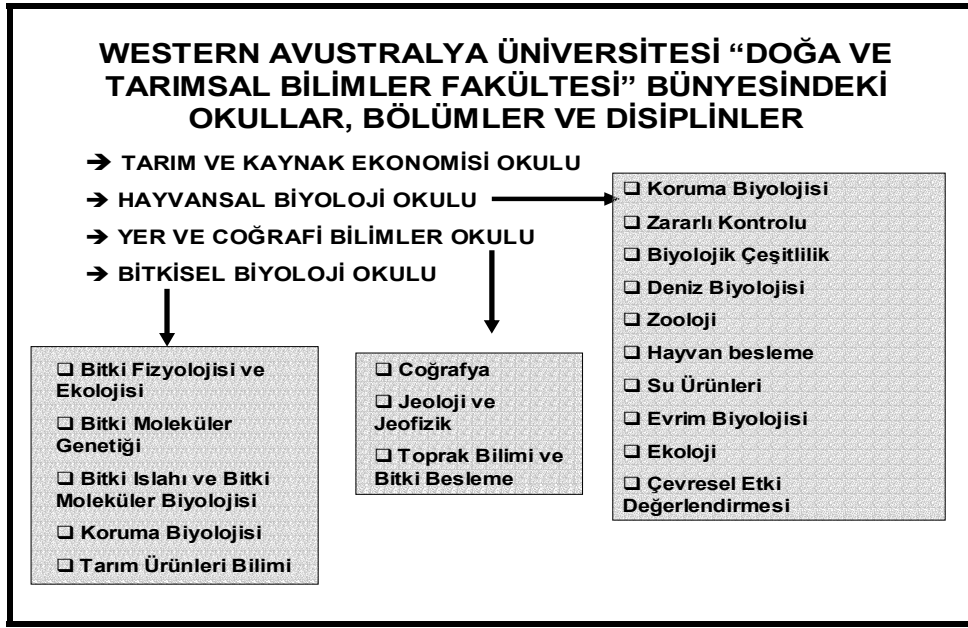 WESTERN AVUSTRALYA ÜNİVERSİTESİ “DOĞA VE
TARIMSAL BİLİMLER FAKÜLTESİ” BÜNYESİNDEKİ
OKULLAR, BÖLÜMLER VE DİSİPLİNLER
➔ TARIM VE KAYNAK EKONOMİSİ OKULU
➔ HAYVANSAL BİYOLOJİ OKULU
➔ YER VE COĞRAFİ BİLİMLER OKULU
➔ BİTKİSEL BİYOLOJİ OKULU
❑ Koruma Biyolojisi
❑ Zararlı Kontrolu
❑ Biyolojik Çeşitlilik
❑ Deniz Biyolojisi
❑ Zooloji
❑ Hayvan besleme
❑ Su Ürünleri
❑ Evrim Biyolojisi
❑ Ekoloji
❑ Çevresel Etki
Değerlendirmesi
❑ Bitki Fizyolojisi ve
Ekolojisi
❑ Bitki Moleküler
Genetiği
❑ Bitki Islahı ve Bitki
Moleküler Biyolojisi
❑ Koruma Biyolojisi
❑ Tarım Ürünleri Bilimi
❑ Coğrafya
❑ Jeoloji ve
Jeofizik
❑ Toprak Bilimi ve
Bitki Besleme